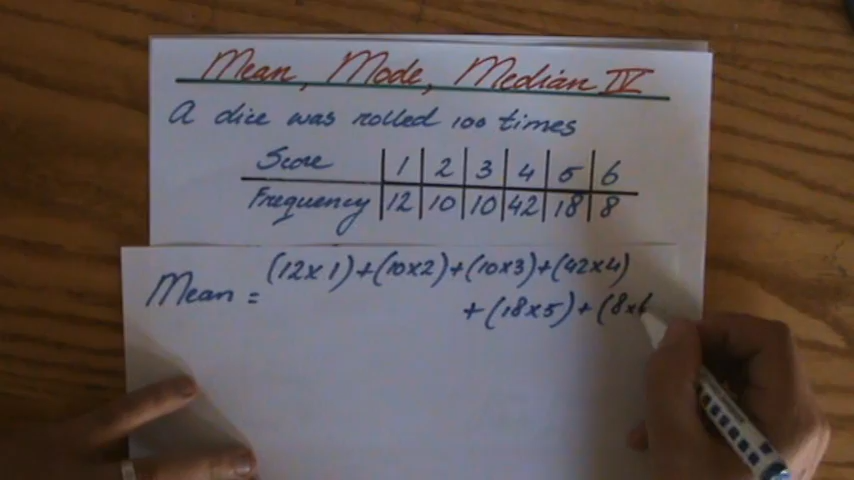 Mean, Mode, Median IV
A dice was rolled 100 times
Score 1 2 3 4 5 6
Frequency 12 10 10 42 18 8
Mean = (12x1)+(10x2)+(10x3)+(42x4)
+(18x5)+(8x6